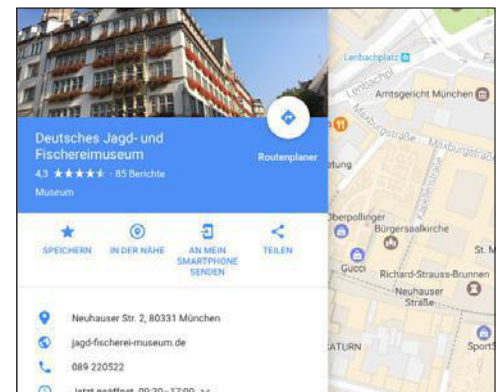 Deutsches Jagd- und
Fischereimuseum
4,3 ★★★★★ · 85 Berichte
Museum
Routenplaner
SPEICHERN
IN DER NÄHE
AN MEIN
SMARTPHONE
SENDEN
TEILEN
Neuhauser Str. 2, 80331 München
jagd-fischerei-museum.de
089 220522
Jetzt geöffnet: 09:30–17:00
Lenbachplatz
Lenbachpl
Amtsgericht München
Maxburgstraße
Maxburgstraße
Kapellenstraße
Oberpollinger
Bürgersaalkirche
St. M
Gucci
Richard-Strauss-Brunnen
Neuhauser
Straße
SATURN
Sport